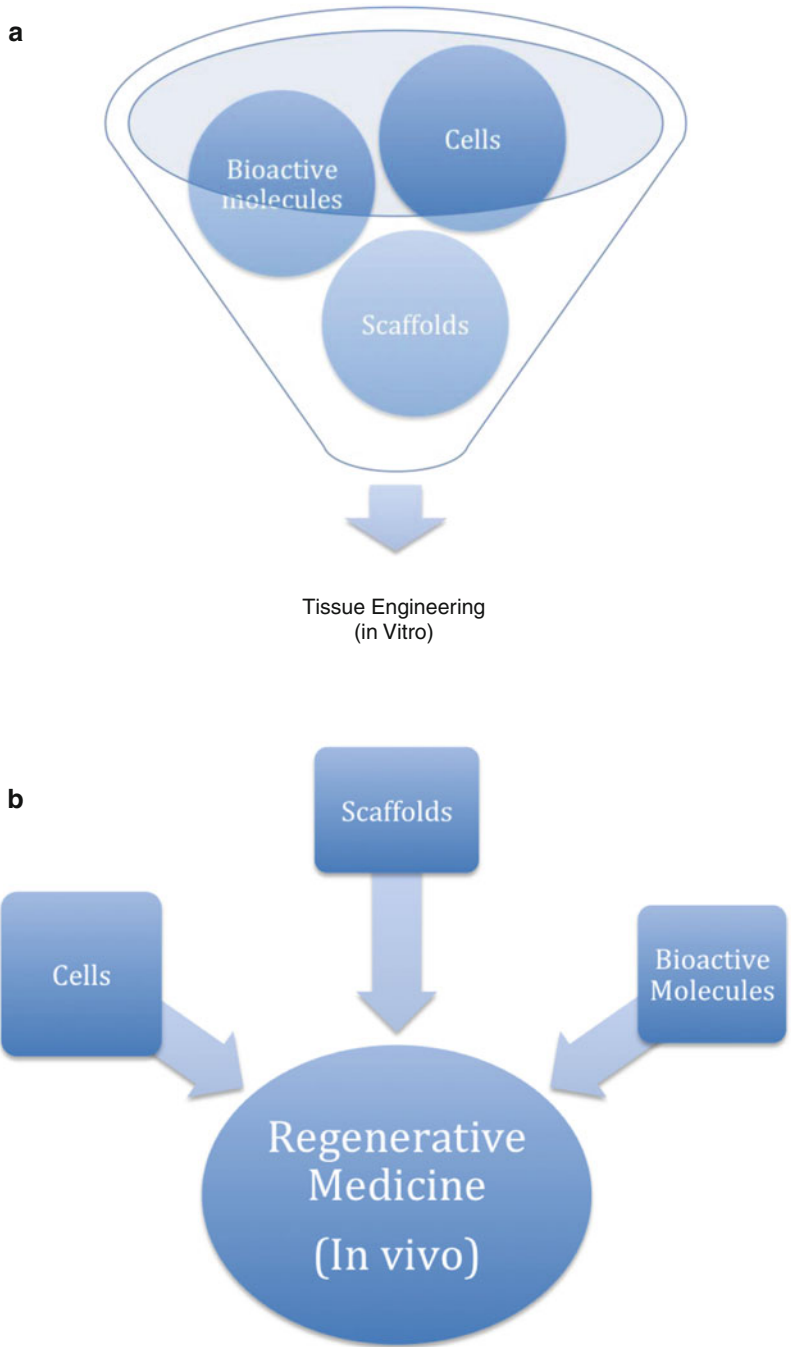 a
Cells
Bioactive
molecules
Scaffolds
Tissue Engineering
(in Vitro)
b
Scaffolds
Cells
Bioactive
Molecules
Regenerative
Medicine
(In vivo)